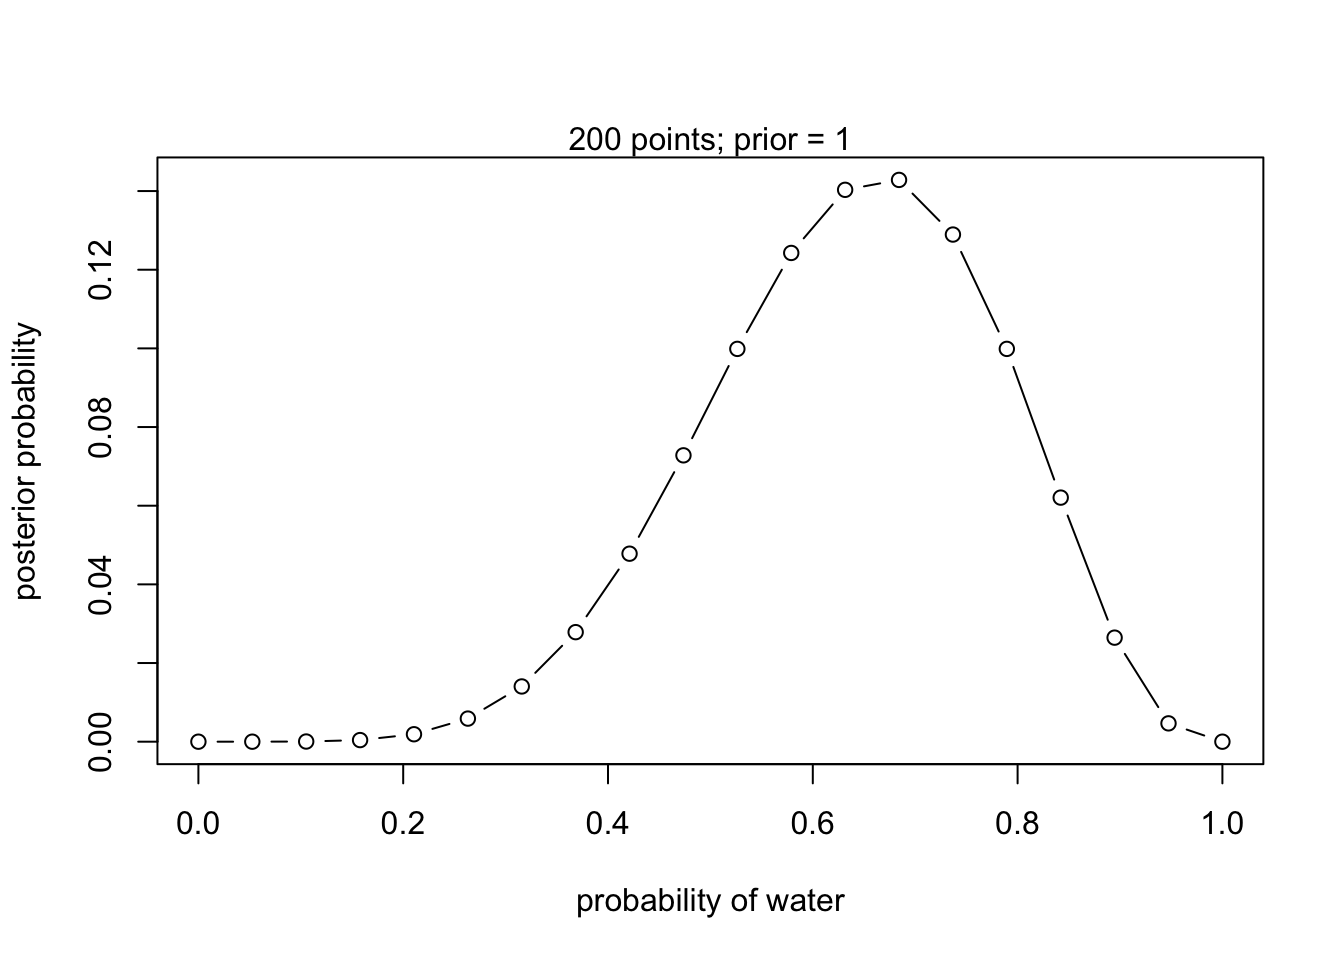 200 points; prior = 1
posterior probability
0.12
0.08
0.04
0.00
0.0 0.2 0.4 0.6 0.8 1.0
probability of water